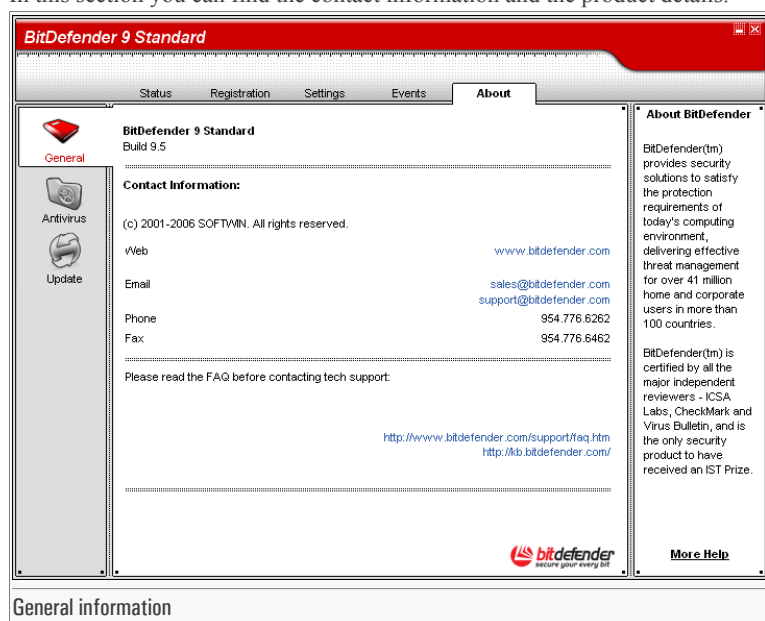 In this section you can find the contact information and the product details.
BitDefender 9 Standard
Status Registration Settings Events About
General
Antivirus
Update
BitDefender 9 Standard
Build 9.5
Contact Information:
(c) 2001-2006 SOFTWIN. All rights reserved.
Web www.bitdefender.com
Email sales@bitdefender.com
support@bitdefender.com
Phone 954.776.6262
Fax 954.776.6462
Please read the FAQ before contacting tech support:
http://www.bitdefender.com/support/faq.htm
http://kb.bitdefender.com/
bitdefender
secure your every bit
About BitDefender
BitDefender(tm)
provides security
solutions to satisfy
the protection
requirements of
today's computing
environment,
delivering effective
threat management
for over 41 million
home and corporate
users in more than
100 countries.
BitDefender(tm) is
certified by all the
major independent
reviewers - ICSA
Labs, CheckMark and
Virus Bulletin, and is
the only security
product to have
received an IST Prize.
More Help
General information